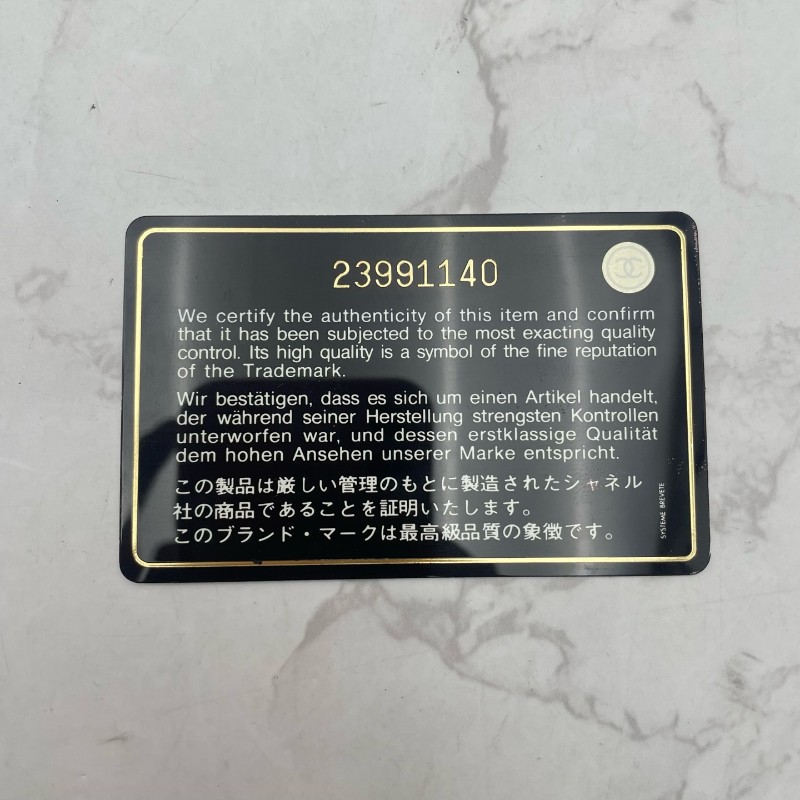 23991140
We certify the authenticity of this item and confirm
that it has been subjected to the most exacting quality
control. Its high quality is a symbol of the fine reputation
of the Trademark.
Wir bestätigen, dass es sich um einen Artikel handelt,
der während seiner Herstellung strengsten Kontrollen
unterworfen war, und dessen erstklassige Qualität
dem hohen Ansehen unserer Marke entspricht.
この製品は厳しい管理のもとに製造されたシャネル
社の商品であることを証明いたします。
このブランド・マークは最高級品質の象徴です。
SYSTEME BREVETE